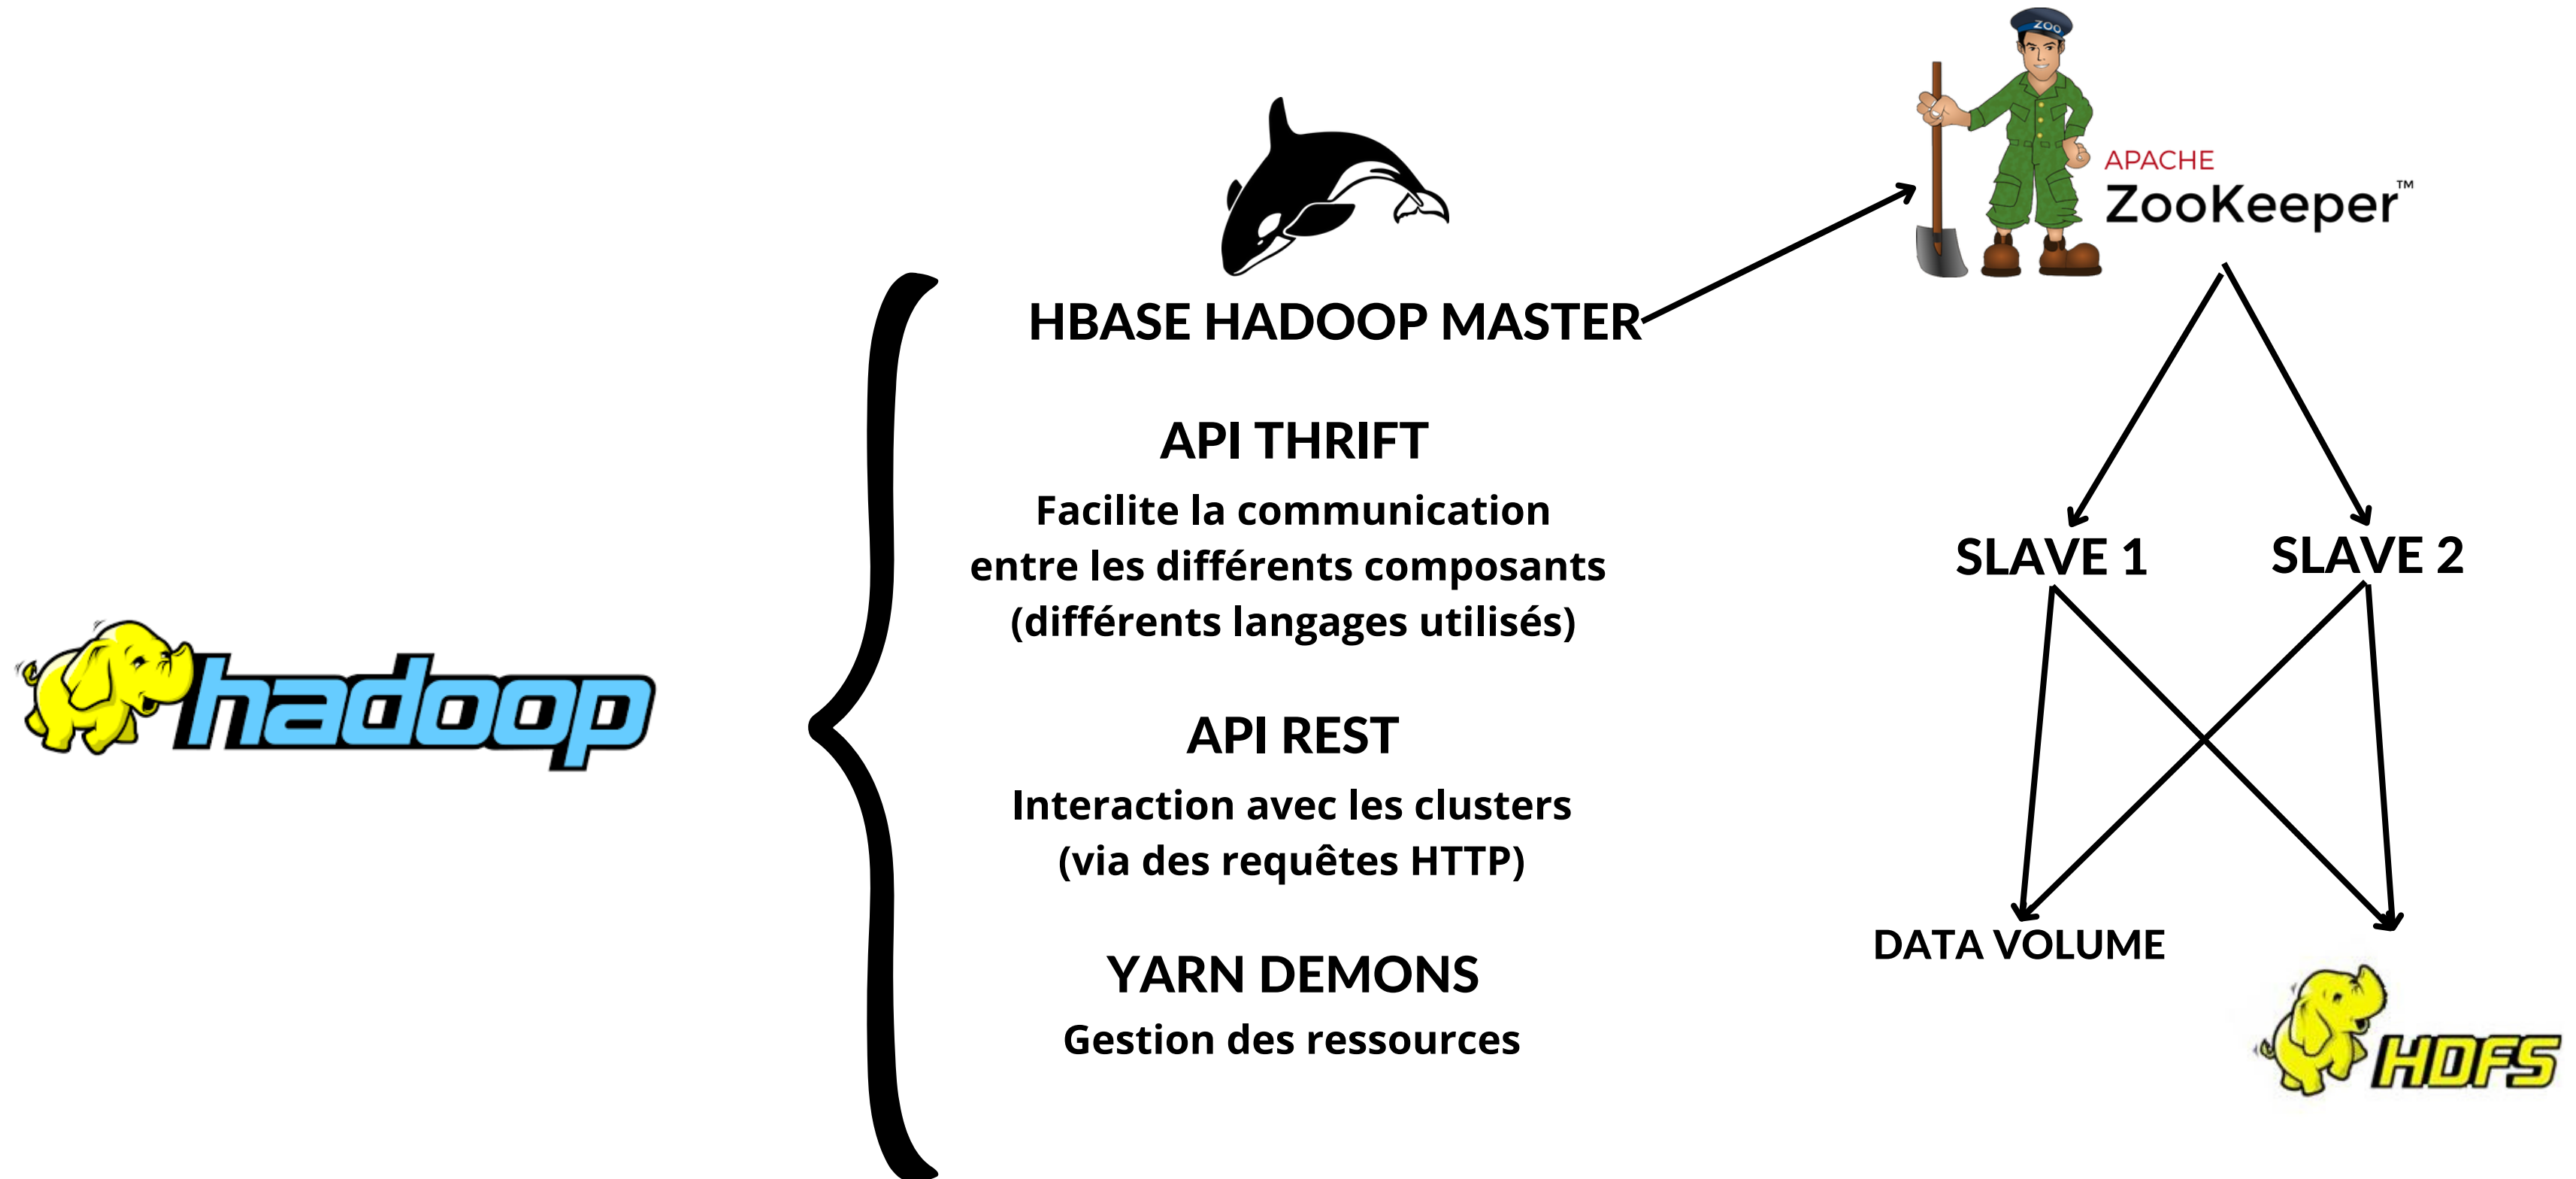 hadoop
HBASE HADOOP MASTER
API THRIFT
Facilite la communication
entre les différents composants
(différents langages utilisés)
API REST
Interaction avec les clusters
(via des requêtes HTTP)
YARN DEMONS
Gestion des ressources
ZOO
APACHE
ZooKeeper™
SLAVE 1
SLAVE 2
DATA VOLUME
HDFS